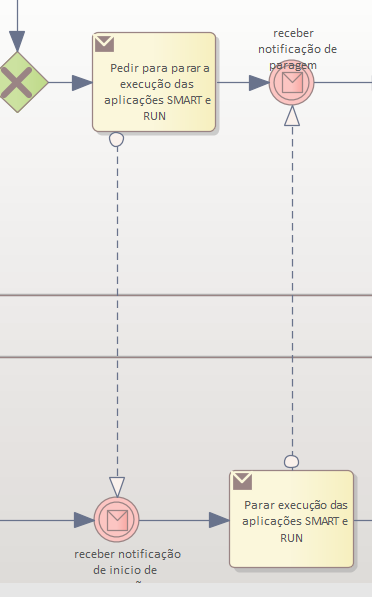 receber
notificação de
paragem
Pedir para parar a
execução das
aplicações SMART e
RUN
Parar execução das
aplicações SMART e
RUN
receber notificação
de inicio de